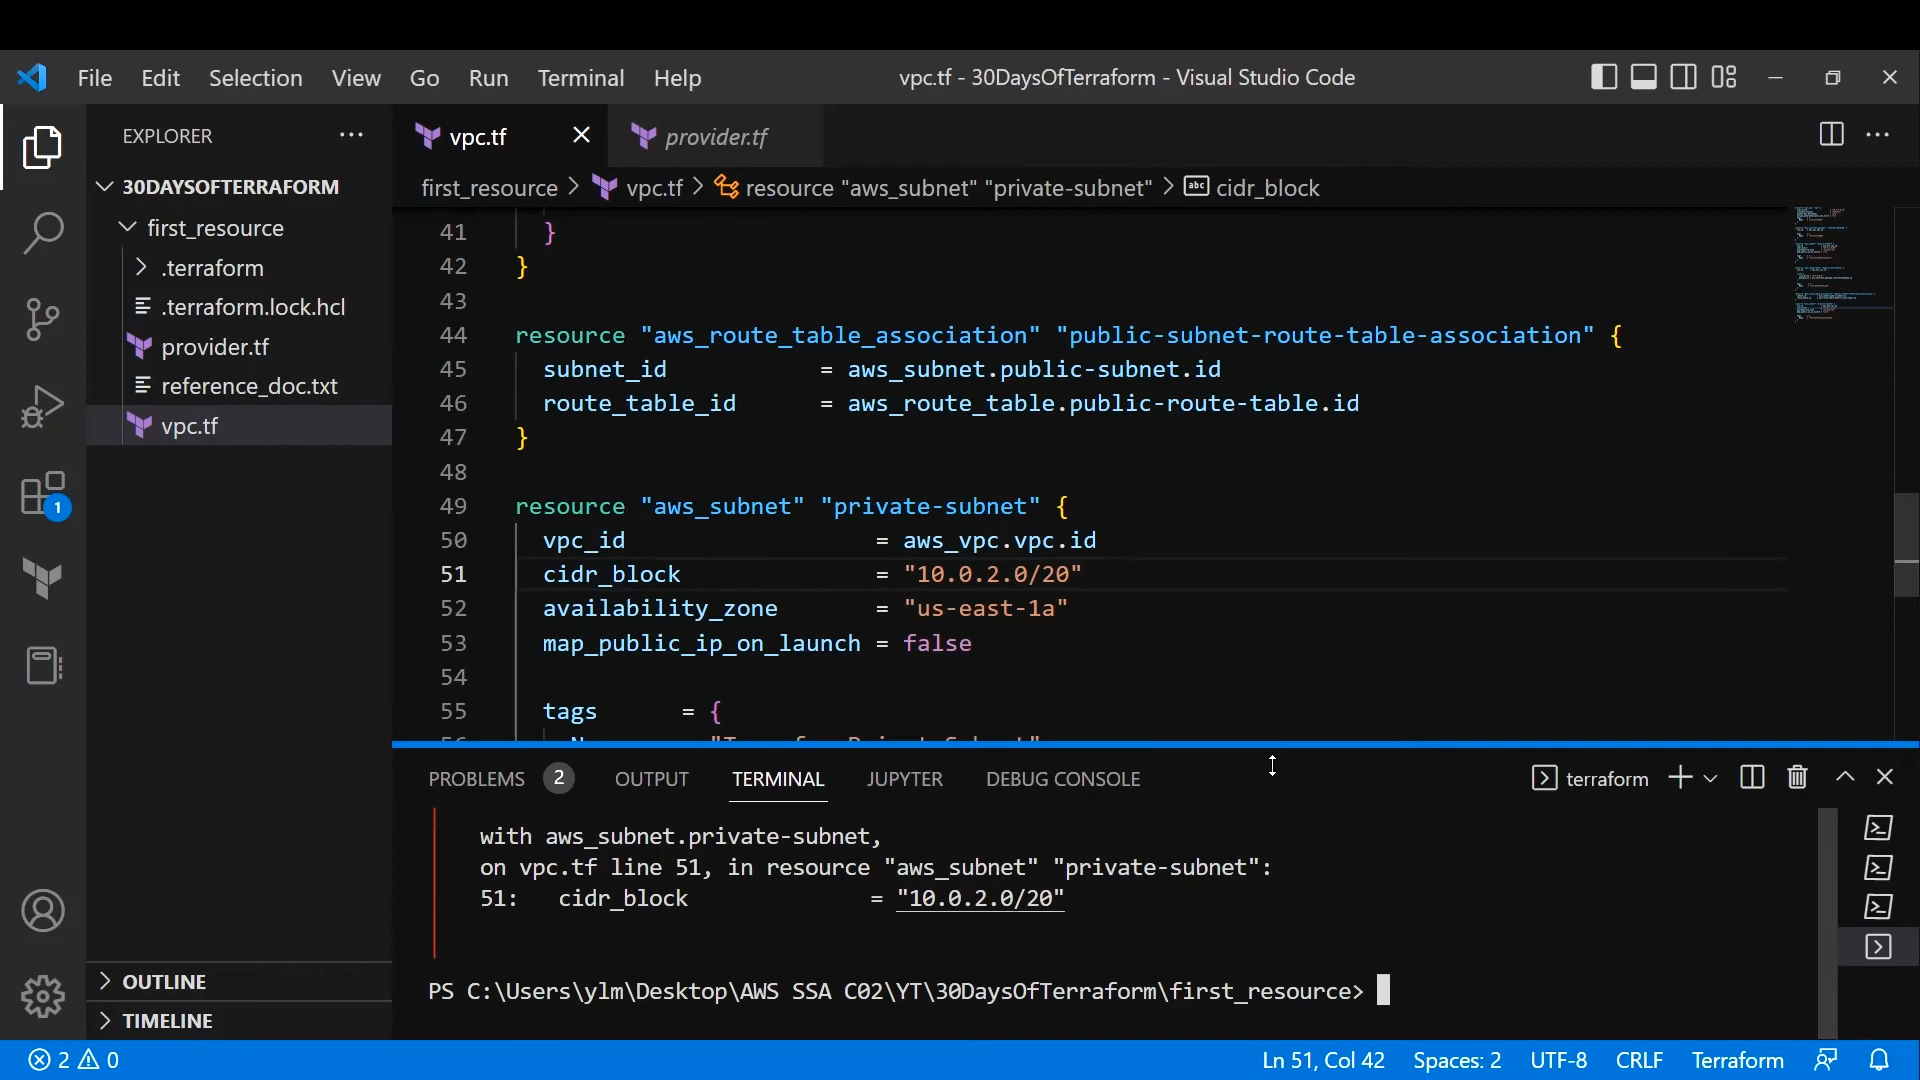 File Edit Selection View Go Run Terminal Help
vpc.tf - 30DaysOfTerraform - Visual Studio Code
EXPLORER
30DAYSOFTERRAFORM
first_resource
.terraform
.terraform.lock.hcl
provider.tf
reference_doc.txt
vpc.tf
OUTLINE
TIMELINE
1
vpc.tf
provider.tf
first_resource > vpc.tf > resource "aws_subnet" "private-subnet" > abc cidr_block
41 }
42 }
43
44 resource "aws_route_table_association" "public-subnet-route-table-association" {
45 subnet_id = aws_subnet.public-subnet.id
46 route_table_id = aws_route_table.public-route-table.id
47 }
48
49 resource "aws_subnet" "private-subnet" {
50 vpc_id = aws_vpc.vpc.id
51 cidr_block = "10.0.2.0/20"
52 availability_zone = "us-east-1a"
53 map_public_ip_on_launch = false
54
55 tags = {
PROBLEMS 2 OUTPUT TERMINAL JUPYTER DEBUG CONSOLE
terraform
with aws_subnet.private-subnet,
on vpc.tf line 51, in resource "aws_subnet" "private-subnet":
51: cidr_block = "10.0.2.0/20"
PS C:\Users\ylm\Desktop\AWS SSA C02\YT\30DaysOfTerraform\first_resource>
2 0
Ln 51, Col 42 Spaces: 2 UTF-8 CRLF Terraform